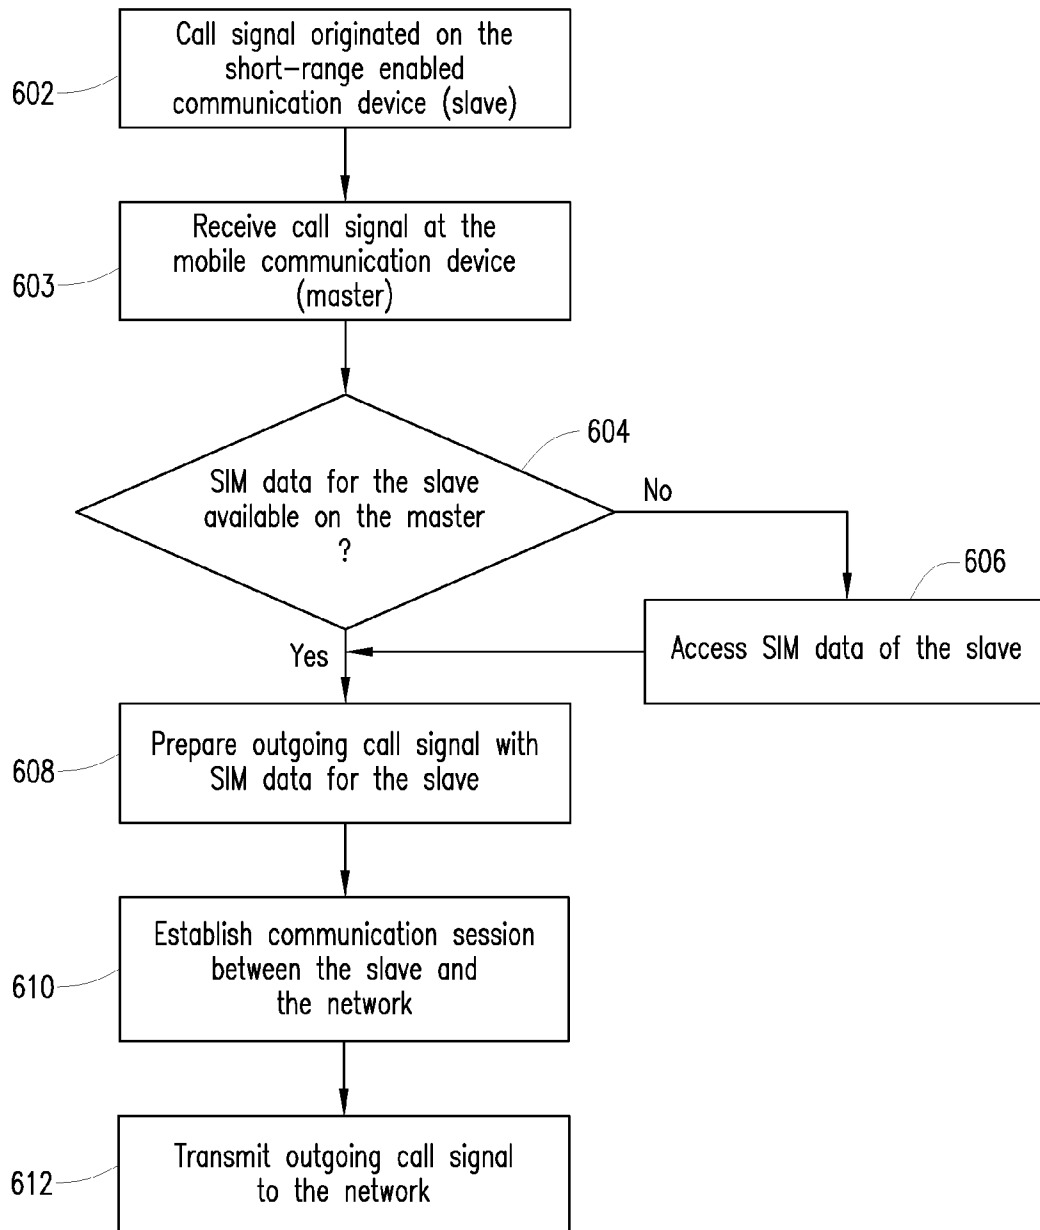 Call signal originated on the
short-range enabled
communication device (slave)
602
Receive call signal at the
mobile communication device
(master)
603
604
SIM data for the slave
available on the master
?
No
606
Access SIM data of the slave
Yes
Prepare outgoing call signal with
SIM data for the slave
608
Establish communication session
between the slave and
the network
610
Transmit outgoing call signal
to the network
612